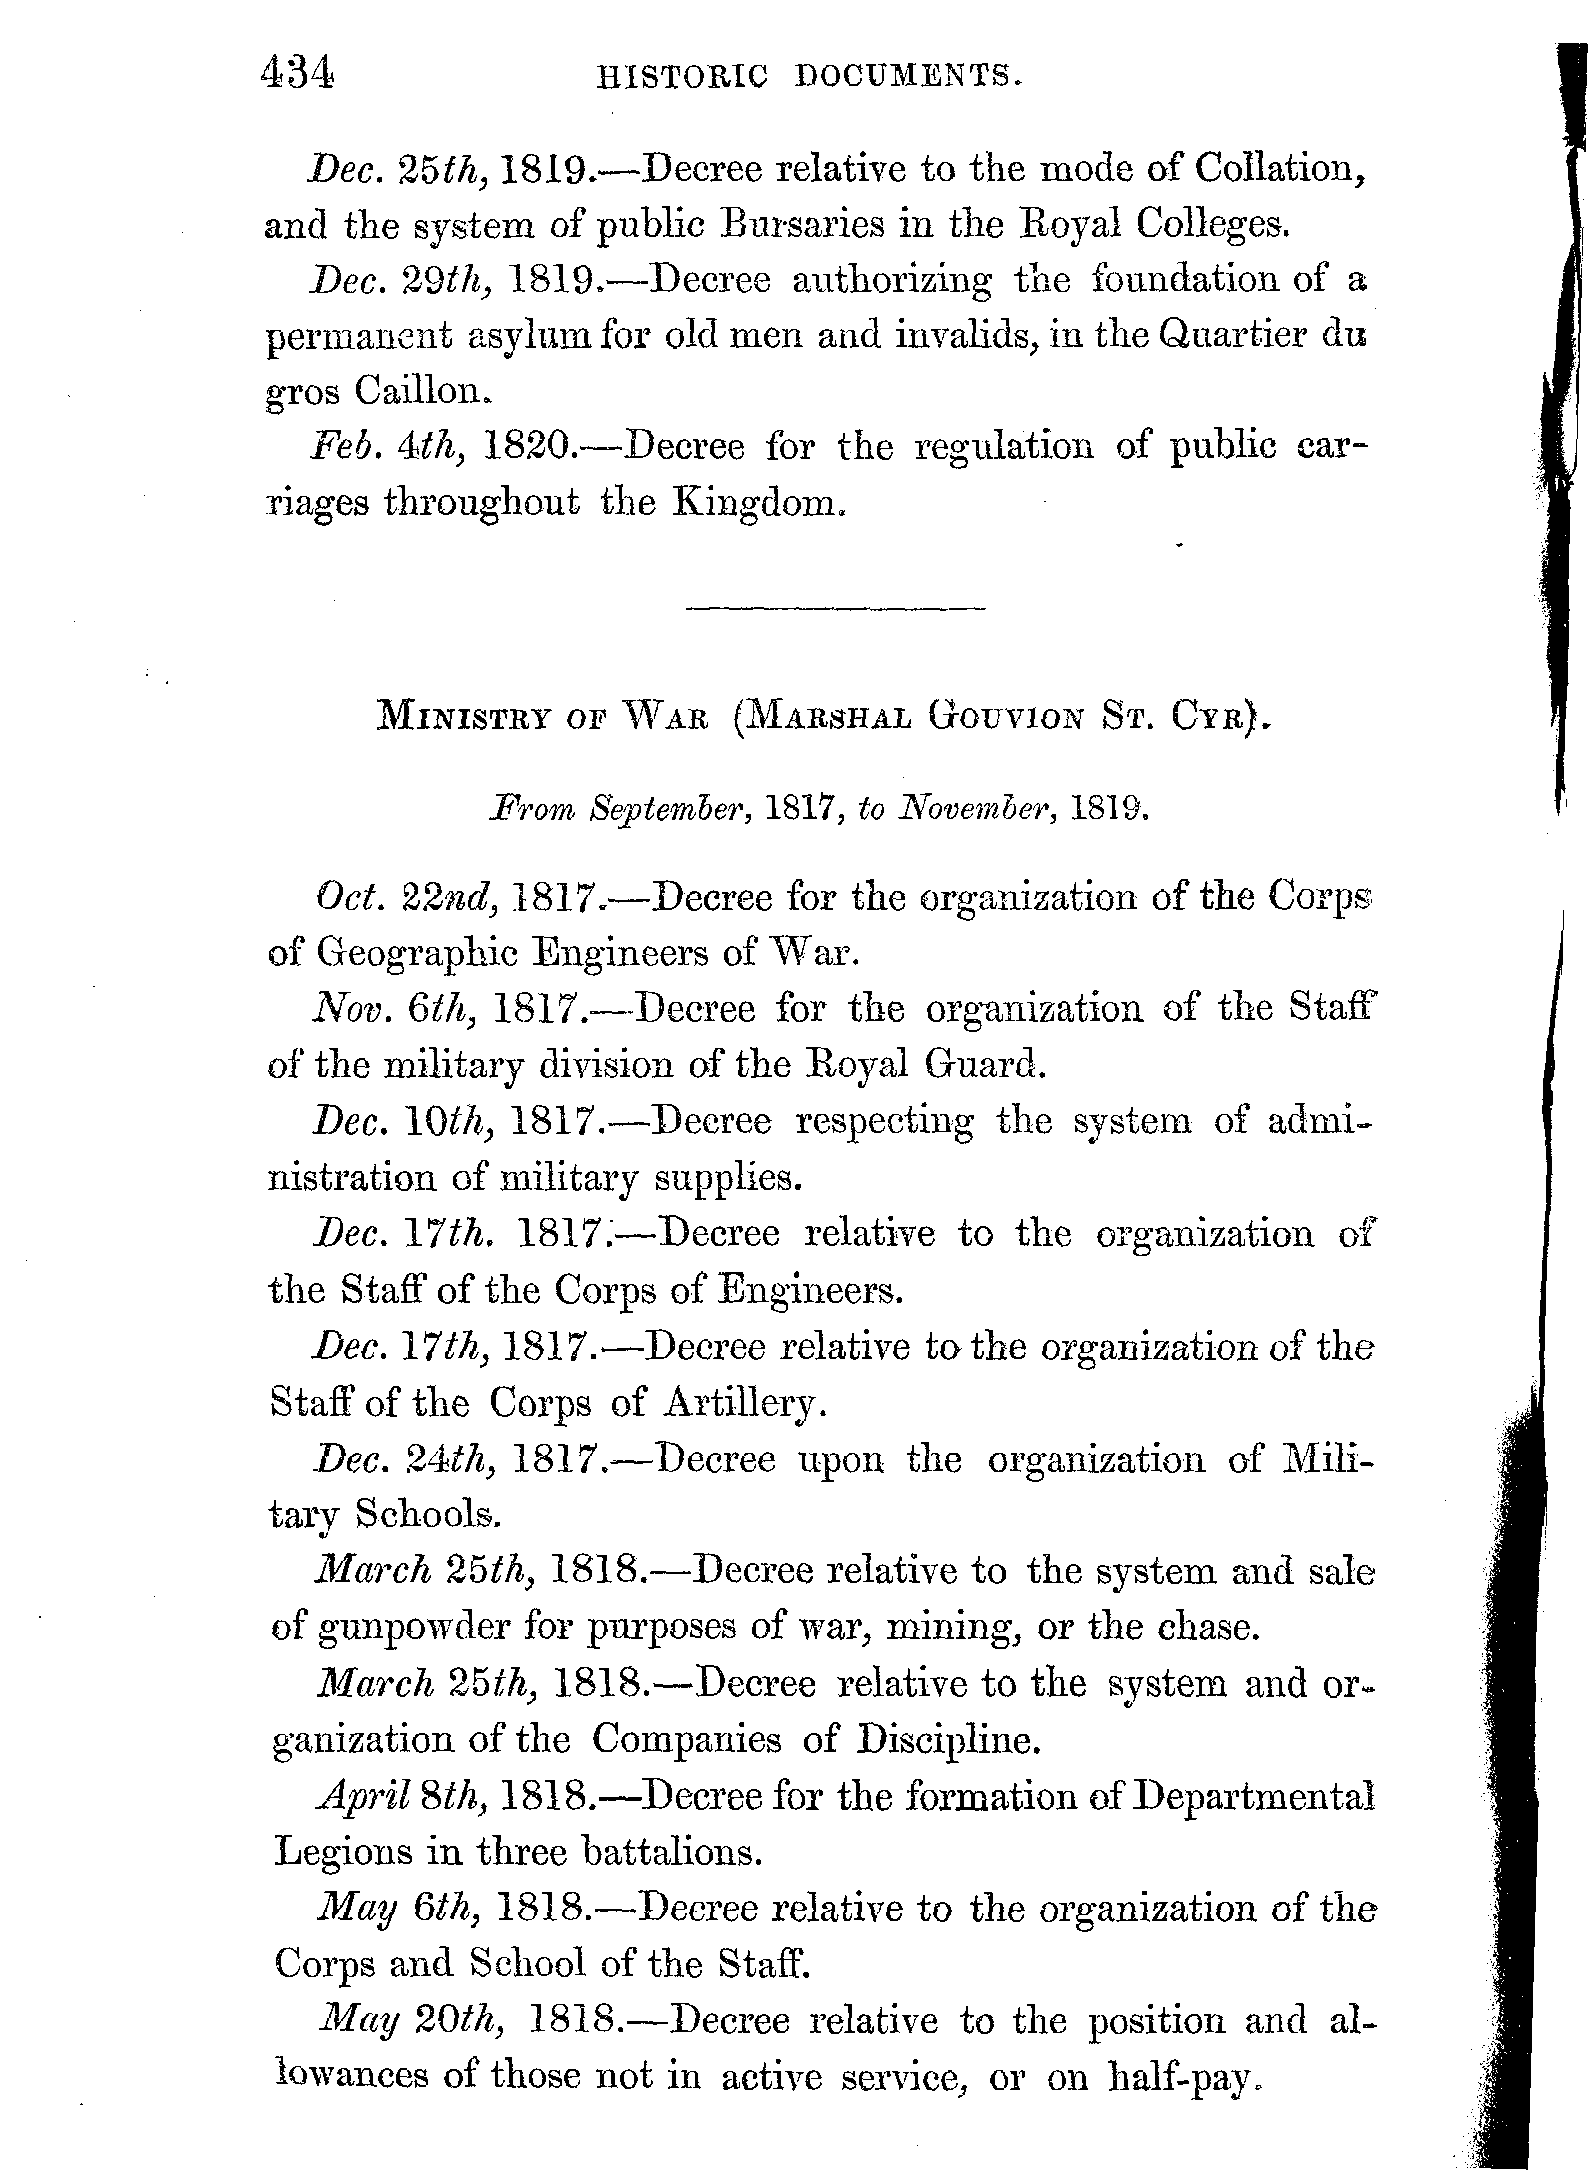 434 HISTORIC DOCUMENTS.
Dec. 25th, 1819.—Decree relative to the mode of Collation,
and the system of public Bursaries in the Royal Colleges.
Dec. 29th, 1819.—Decree authorizing the foundation of a
permanent asylum for old men and invalids, in the Quartier du
gros Caillon.
Feb. 4th, 1820.—Decree for the regulation of public car-
riages throughout the Kingdom.
MINISTRY OF WAR (MARSHAL GOUVION ST. CYR).
From September, 1817, to November, 1819.
Oct. 22nd, 1817.—Decree for the organization of the Corps
of Geographic Engineers of War.
Nov. 6th, 1817.—Decree for the organization of the Staff
of the military division of the Royal Guard.
Dec. 10th, 1817.—Decree respecting the system of admi-
nistration of military supplies.
Dec. 17th. 1817.—Decree relative to the organization of
the Staff of the Corps of Engineers.
Dec. 17th, 1817.—Decree relative to the organization of the
Staff of the Corps of Artillery.
Dec. 24th, 1817.—Decree upon the organization of Mili-
tary Schools.
March 25th, 1818.—Decree relative to the system and sale
of gunpowder for purposes of war, mining, or the chase.
March 25th, 1818.—Decree relative to the system and or-
ganization of the Companies of Discipline.
April 8th, 1818.—Decree for the formation of Departmental
Legions in three battalions.
May 6th, 1818.—Decree relative to the organization of the
Corps and School of the Staff.
May 20th, 1818.—Decree relative to the position and al-
lowances of those not in active service, or on half-pay.